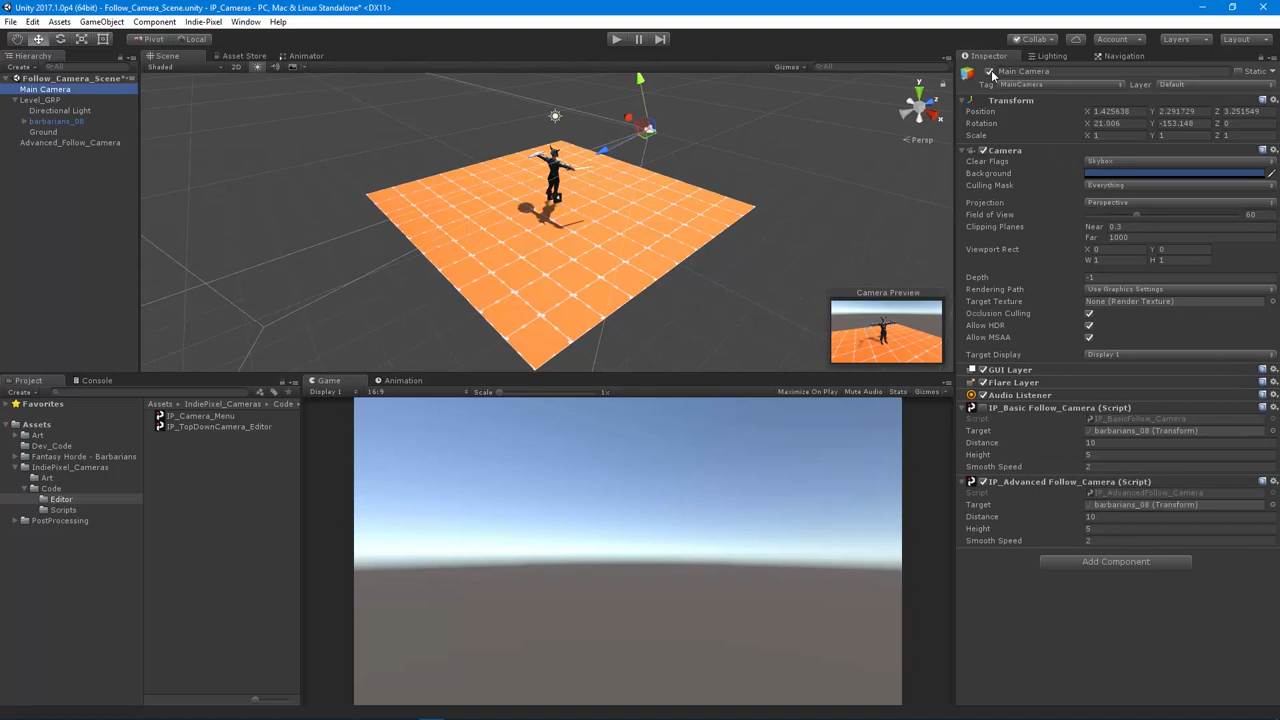 Unity 2017.1.0p4 (64bit) - Follow_Camera_Scene.unity - IP_Cameras - PC, Mac & Linux Standalone* <DX11>
File Edit Assets GameObject Component Indie-Pixel Window Help
Pivot Local Collab Account Layers Layout
Hierarchy
Create All
Follow_Camera_Scene*
Main Camera
Level_GRP
Directional Light
barbarians_08
Ground
Advanced_Follow_Camera
Scene Asset Store Animator
Shaded 2D Gizmos All
y
x
z
Persp
Camera Preview
Project Console
Create
Favorites
Assets
Art
Dev_Code
Fantasy Horde - Barbarians
IndiePixel_Cameras
Art
Code
Editor
Scripts
PostProcessing
Assets IndiePixel_Cameras Code
IP_Camera_Menu
IP_TopDownCamera_Editor
Game Animation
Display 1 16:9 Scale 1x Maximize On Play Mute Audio Stats Gizmos
Inspector Lighting Navigation
Main Camera Static
Tag MainCamera Layer Default
Transform
Position X 1.425638 Y 2.291729 Z 3.251549
Rotation X 21.006 Y -153.148 Z 0
Scale X 1 Y 1 Z 1
Camera
Clear Flags Skybox
Background
Culling Mask Everything
Projection Perspective
Field of View 60
Clipping Planes Near 0.3
Far 1000
Viewport Rect X 0 Y 0
W 1 H 1
Depth -1
Rendering Path Use Graphics Settings
Target Texture None (Render Texture)
Occlusion Culling
Allow HDR
Allow MSAA
Target Display Display 1
GUI Layer
Flare Layer
Audio Listener
IP_Basic Follow_Camera (Script)
Script IP_BasicFollow_Camera
Target barbarians_08 (Transform)
Distance 10
Height 5
Smooth Speed 2
IP_Advanced Follow_Camera (Script)
Script IP_AdvancedFollow_Camera
Target barbarians_08 (Transform)
Distance 10
Height 5
Smooth Speed 2
Add Component